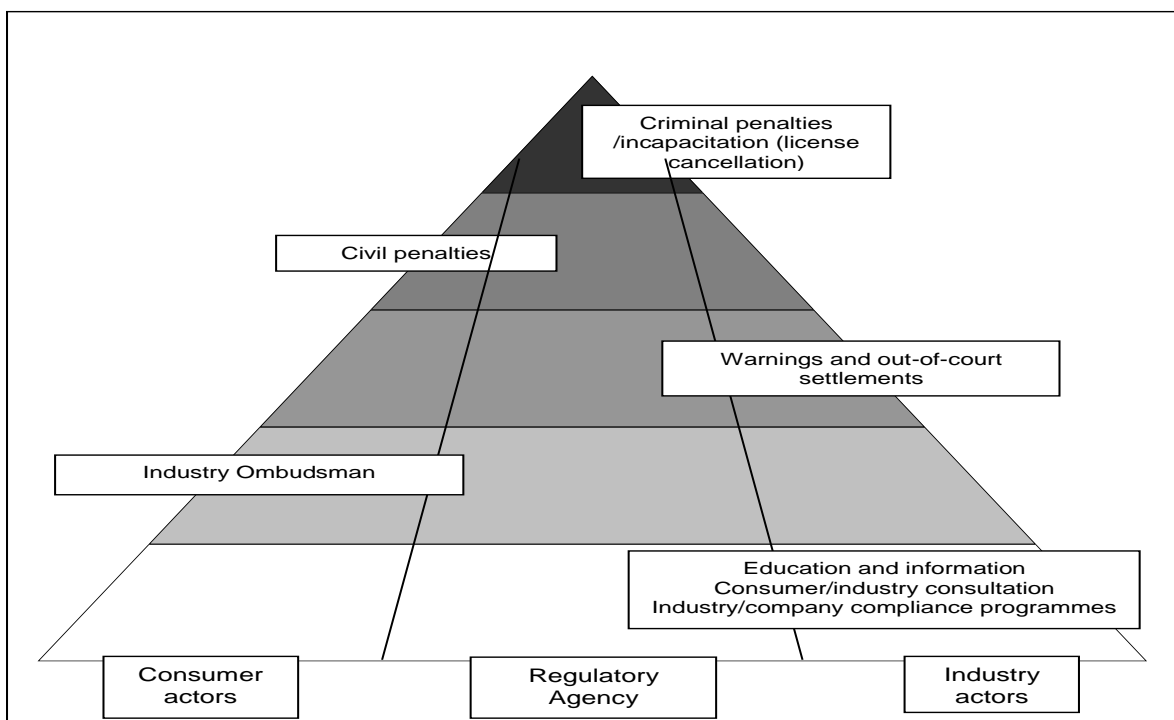 Criminal penalties
/incapacitation (license
cancellation)
Civil penalties
Warnings and out-of-court
settlements
Industry Ombudsman
Education and information
Consumer/industry consultation
Industry/company compliance programmes
Consumer
actors
Regulatory
Agency
Industry
actors